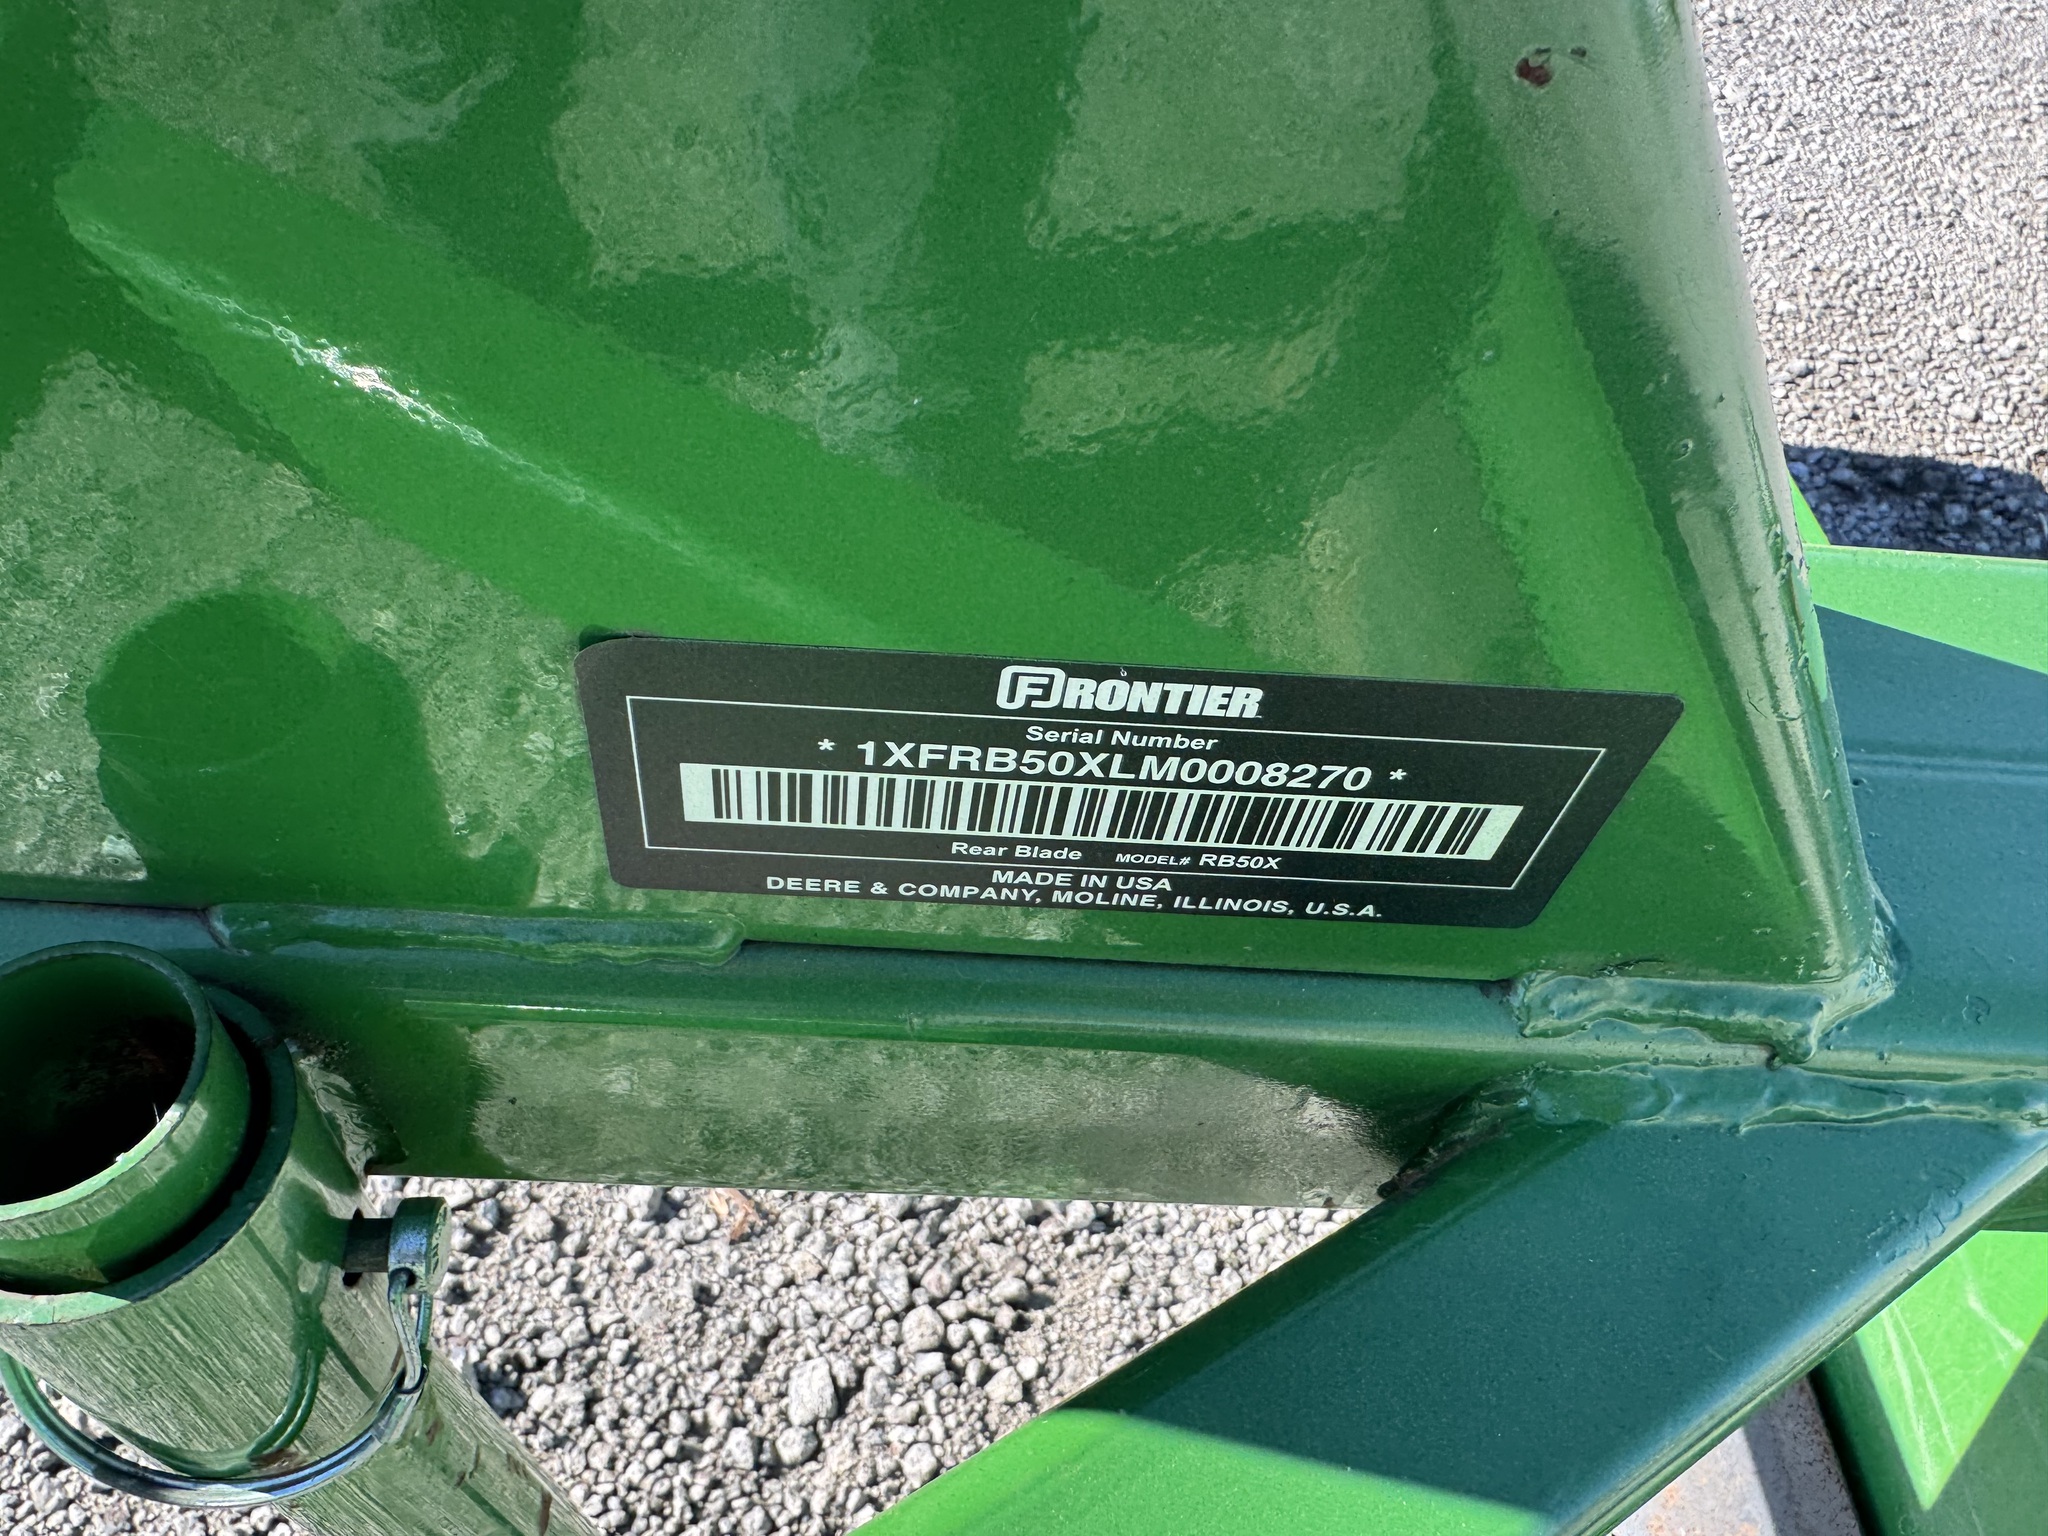 FRONTIER
Serial Number
* 1XFRB50XLM0008270 *
Rear Blade MODEL# RB50X
MADE IN USA
DEERE & COMPANY, MOLINE, ILLINOIS, U.S.A.